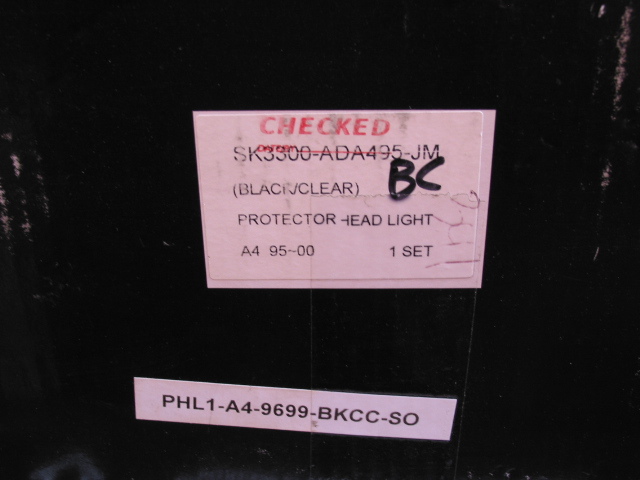 CHECKED
SK3300-ADA495-JM
(BLACK/CLEAR) BC
PROTECTOR HEAD LIGHT
A4 95~00 1 SET
PHL1-A4-9699-BKCC-SO